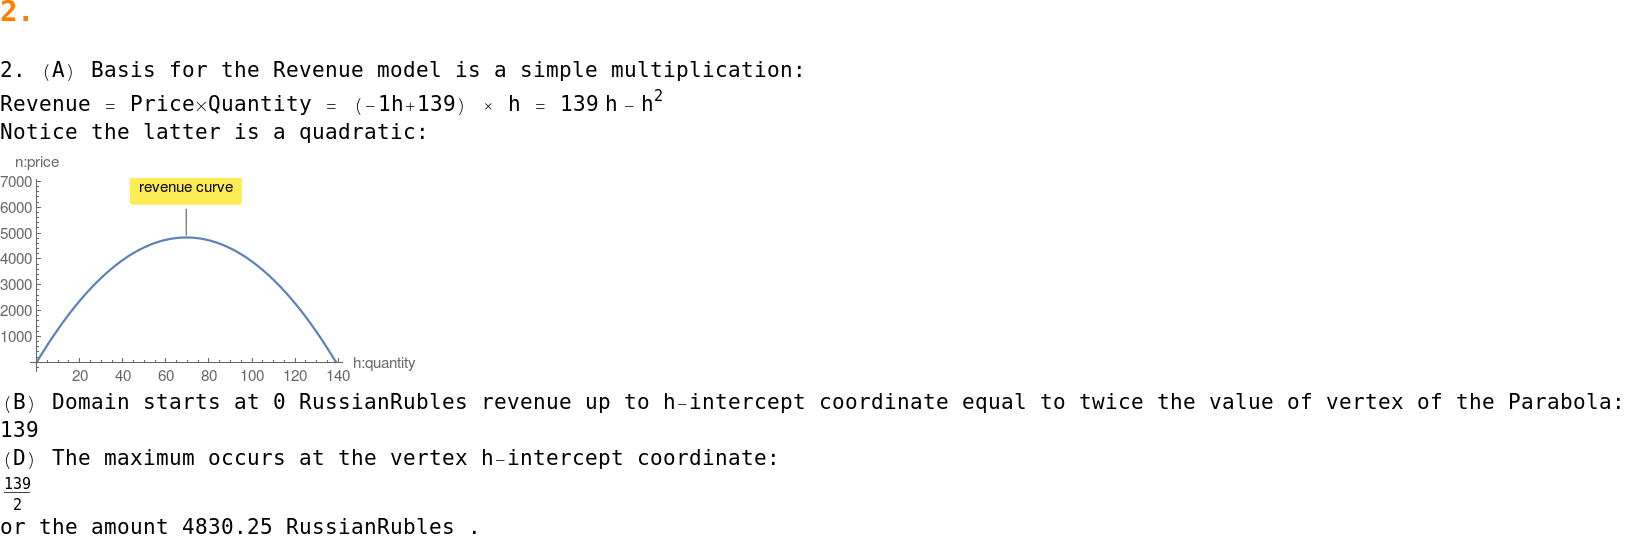 2.
2. (A) Basis for the Revenue model is a simple multiplication:
Revenue = Price×Quantity = (-1h+139) × h = 139 h - h²
Notice the latter is a quadratic:
n:price
7000
revenue curve
6000
5000
4000
3000
2000
1000
h:quantity
20 40 60 80 100 120 140
(B) Domain starts at 0 RussianRubles revenue up to h-intercept coordinate equal to twice the value of vertex of the Parabola:
139
(D) The maximum occurs at the vertex h-intercept coordinate:
139
2
or the amount 4830.25 RussianRubles .